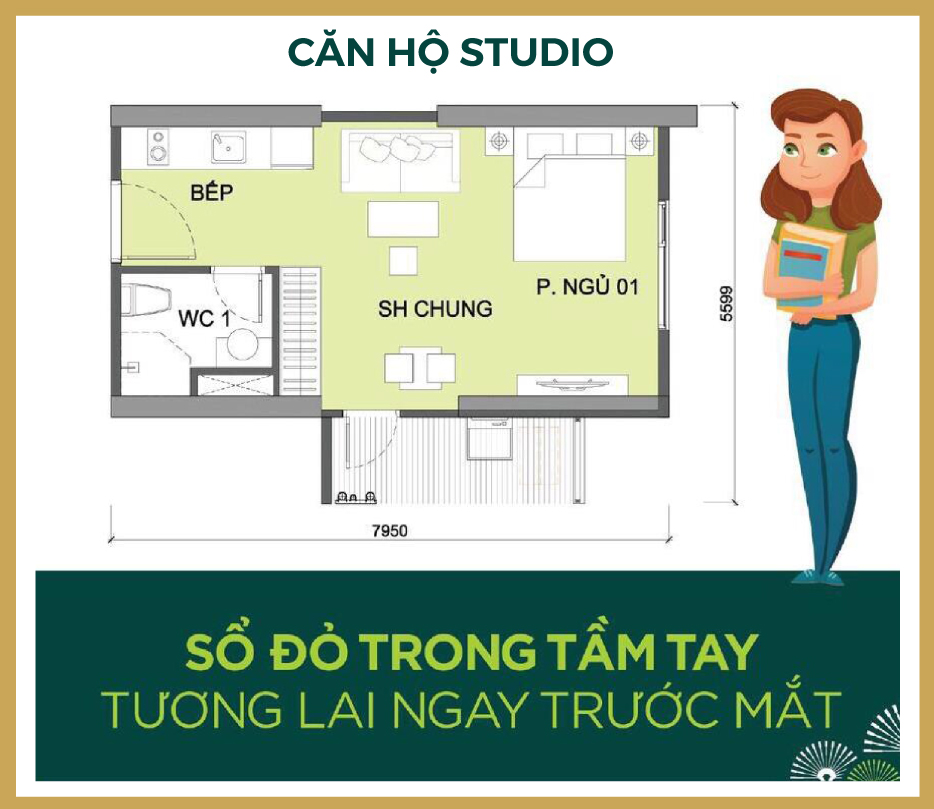 CĂN HỘ STUDIO
BẾP
P. NGỦ 01
SH CHUNG
WC 1
5599
7950
SỔ ĐỎ TRONG TẦM TAY
TƯƠNG LAI NGAY TRƯỚC MẮT